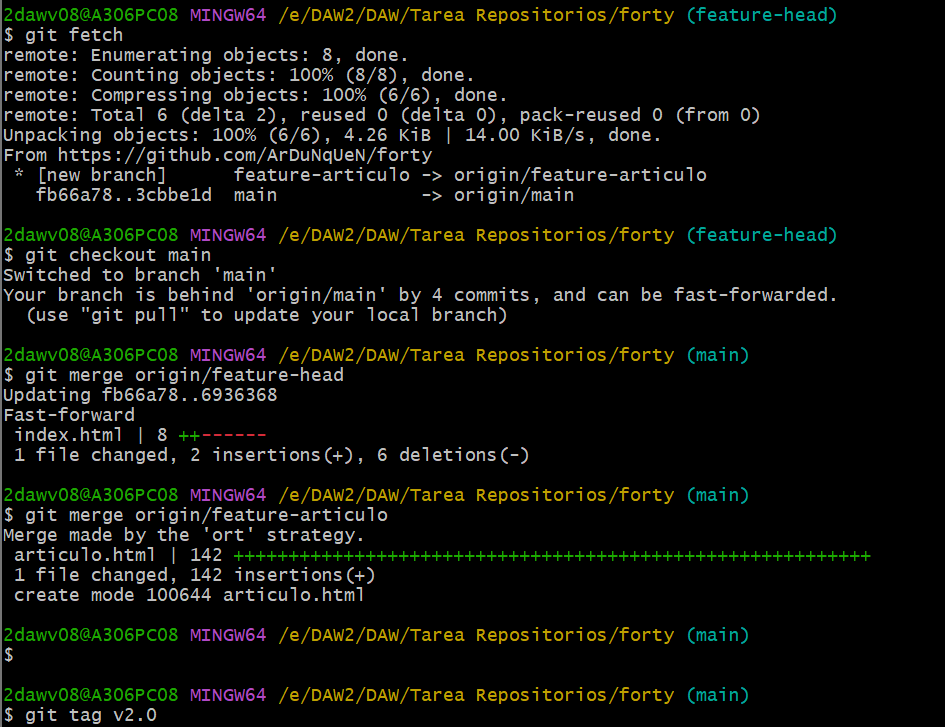 2dawv08@A306PC08 MINGW64 /e/DAW2/DAW/Tarea Repositorios/forty (feature-head)
$ git fetch
remote: Enumerating objects: 8, done.
remote: Counting objects: 100% (8/8), done.
remote: Compressing objects: 100% (6/6), done.
remote: Total 6 (delta 2), reused 0 (delta 0), pack-reused 0 (from 0)
Unpacking objects: 100% (6/6), 4.26 KiB | 14.00 KiB/s, done.
From https://github.com/ArDuNqUeN/forty
 * [new branch]      feature-articulo -> origin/feature-articulo
   fb66a78..3cbbe1d  main             -> origin/main
2dawv08@A306PC08 MINGW64 /e/DAW2/DAW/Tarea Repositorios/forty (feature-head)
$ git checkout main
Switched to branch 'main'
Your branch is behind 'origin/main' by 4 commits, and can be fast-forwarded.
  (use "git pull" to update your local branch)
2dawv08@A306PC08 MINGW64 /e/DAW2/DAW/Tarea Repositorios/forty (main)
$ git merge origin/feature-head
Updating fb66a78..6936368
Fast-forward
 index.html | 8 ++------
 1 file changed, 2 insertions(+), 6 deletions(-)
2dawv08@A306PC08 MINGW64 /e/DAW2/DAW/Tarea Repositorios/forty (main)
$ git merge origin/feature-articulo
Merge made by the 'ort' strategy.
 articulo.html | 142 ++++++++++++++++++++++++++++++++++++++++++++++++++++++++++
 1 file changed, 142 insertions(+)
 create mode 100644 articulo.html
2dawv08@A306PC08 MINGW64 /e/DAW2/DAW/Tarea Repositorios/forty (main)
$
2dawv08@A306PC08 MINGW64 /e/DAW2/DAW/Tarea Repositorios/forty (main)
$ git tag v2.0